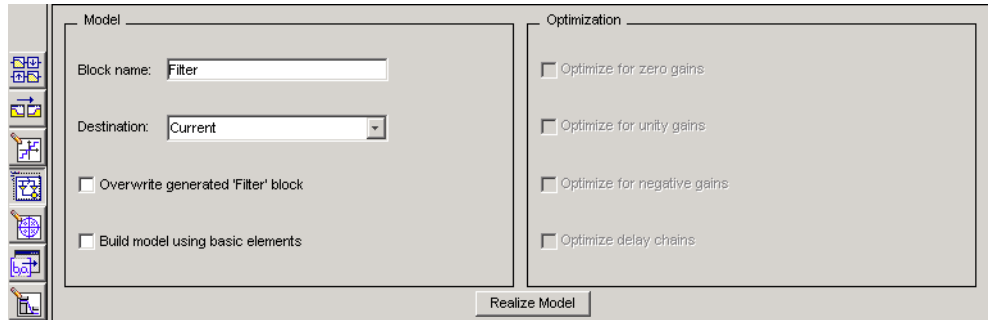 Model
Block name: Filter
Destination: Current
Overwrite generated 'Filter' block
Build model using basic elements
Optimization
Optimize for zero gains
Optimize for unity gains
Optimize for negative gains
Optimize delay chains
Realize Model
[b,a]